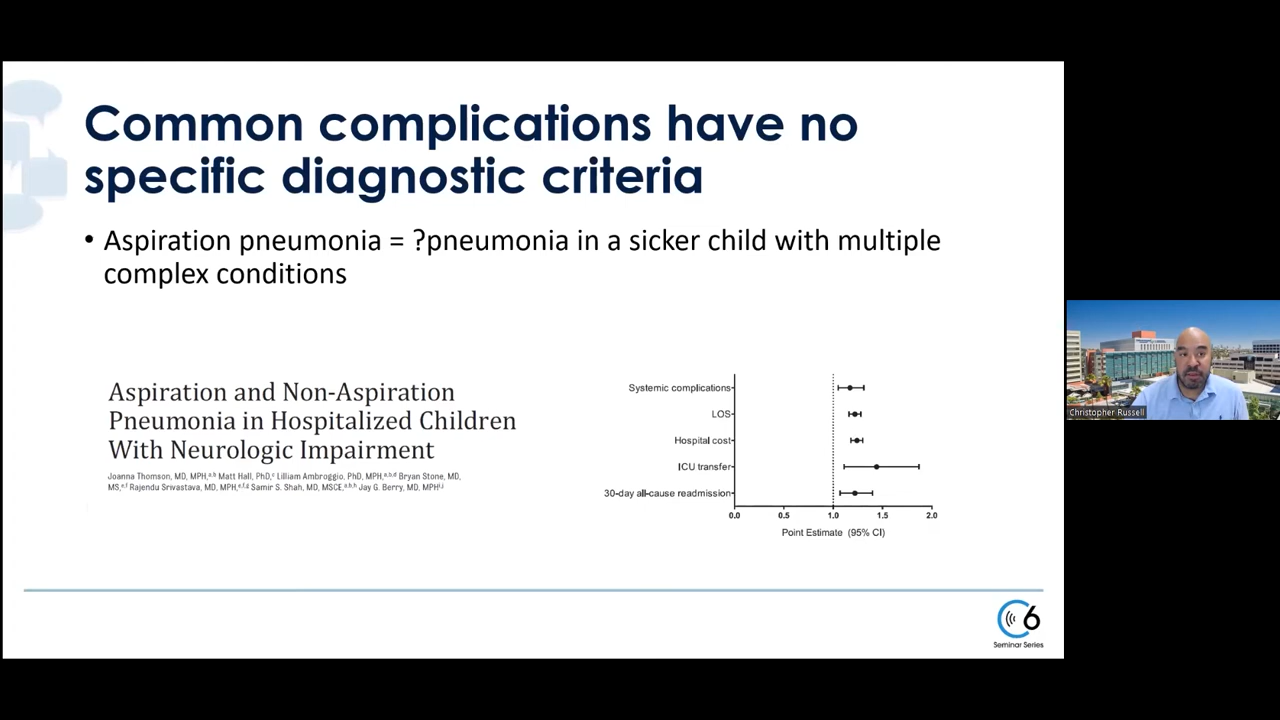 Common complications have no
specific diagnostic criteria
• Aspiration pneumonia = ?pneumonia in a sicker child with multiple
complex conditions
Aspiration and Non-Aspiration
Pneumonia in Hospitalized Children
With Neurologic Impairment
Joanna Thomson, MD, MPH,a,b Matt Hall, PhD,c Lilliam Ambroggio, PhD, MPH,a,b,d Bryan Stone, MD,
MS,e,f Rajendu Srivastava, MD, MPH,e,f,g Samir S. Shah, MD, MSCE,a,b,h Jay G. Berry, MD, MPHi,j
Systemic complications
LOS
Hospital cost
ICU transfer
30-day all-cause readmission
0.0 0.5 1.0 1.5 2.0
Point Estimate (95% CI)
C6
Seminar Series
Christopher Russell